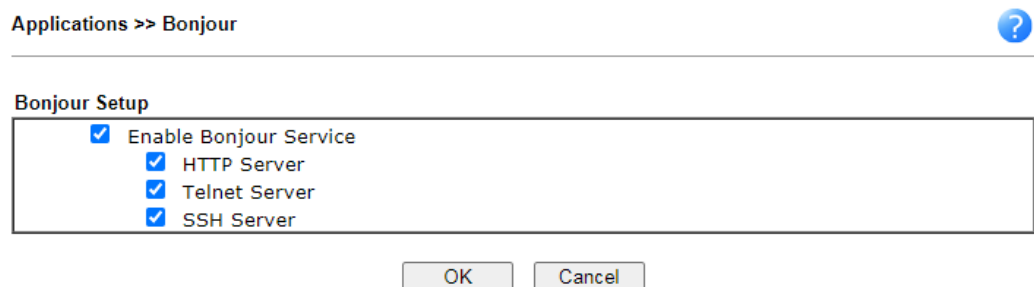 Applications >> Bonjour
?
Bonjour Setup
Enable Bonjour Service
HTTP Server
Telnet Server
SSH Server
OK
Cancel